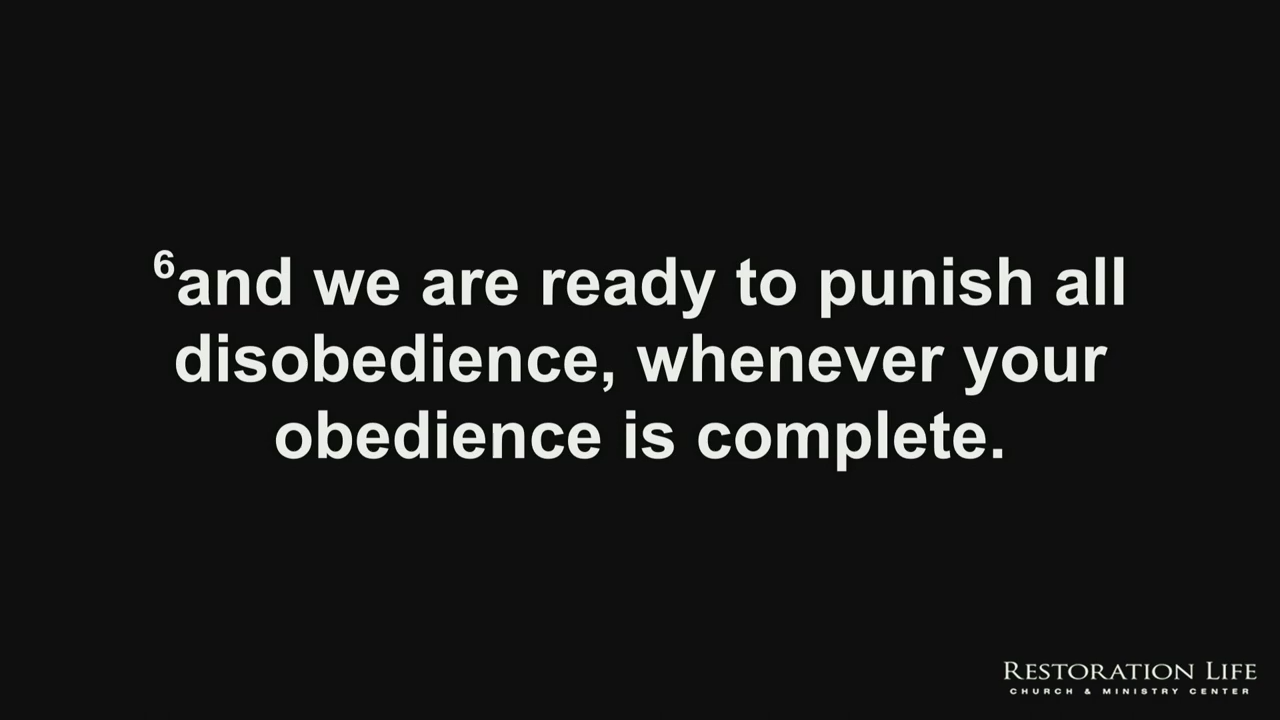 ⁶and we are ready to punish all
disobedience, whenever your
obedience is complete.
RESTORATION LIFE
CHURCH & MINISTRY CENTER